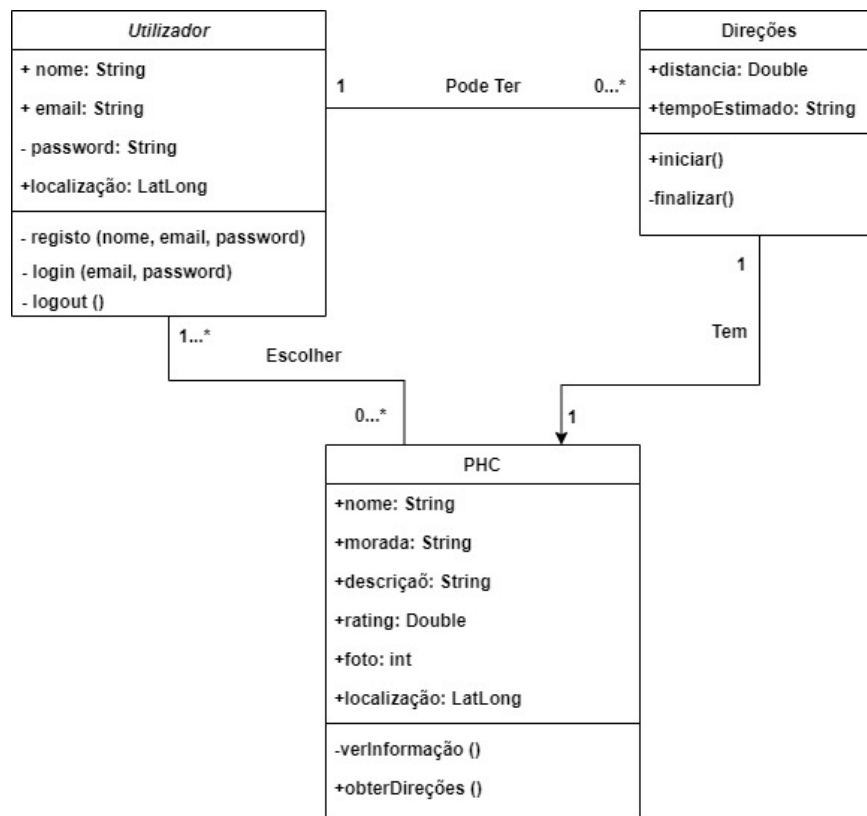 Utilizador
+ nome: String
+ email: String
- password: String
+localização: LatLong
- registo (nome, email, password)
- login (email, password)
- logout ()
1
Pode Ter
0...*
Direções
+distancia: Double
+tempoEstimado: String
+iniciar()
-finalizar()
1...*
Escolher
0...*
1
Tem
1
PHC
+nome: String
+morada: String
+descriçaõ: String
+rating: Double
+foto: int
+localização: LatLong
-verInformação ()
+obterDireções ()